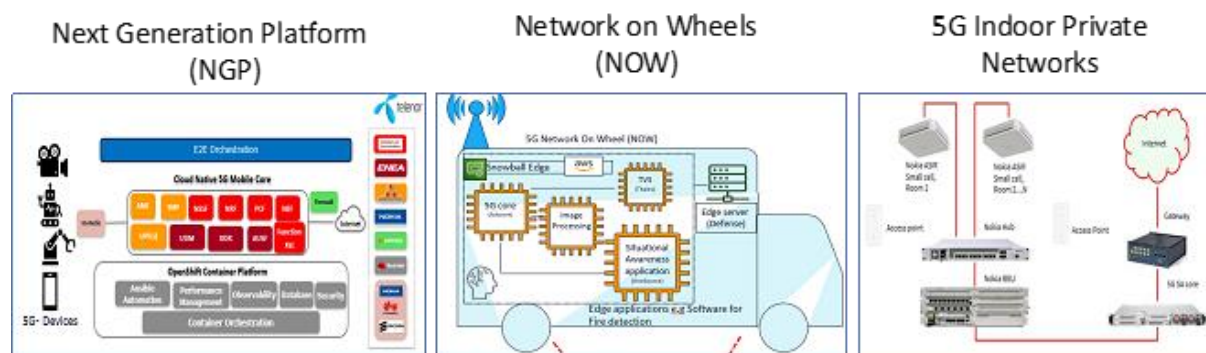 Next Generation Platform
(NGP)
telenor
E2E Orchestration
Cloud Native 5G Mobile Core
NSSF
NRF
PCF
NEF
UDM
UDR
AUSF
Firewall
Internet
OpenShift Container Platform
Ansible
Automation
Performance
Management
Observability
Database
Security
Container Orchestration
5G- Devices
ENEA
NOKIA
Network on Wheels
(NOW)
5G Network On Wheel (NOW)
Snowball Edge
aws
5G core
Image
Processing
Situational
Awareness
application
Edge server
(Defense)
Edge applications e.g Software for
Fire detection
5G Indoor Private
Networks
Nokia ASiR
Small cell,
Room 1
Nokia ASiR
Small cell,
Room 2...N
Internet
Access point
Nokia Hub
Access Point
Gateway
Nokia BBU
5G SA core